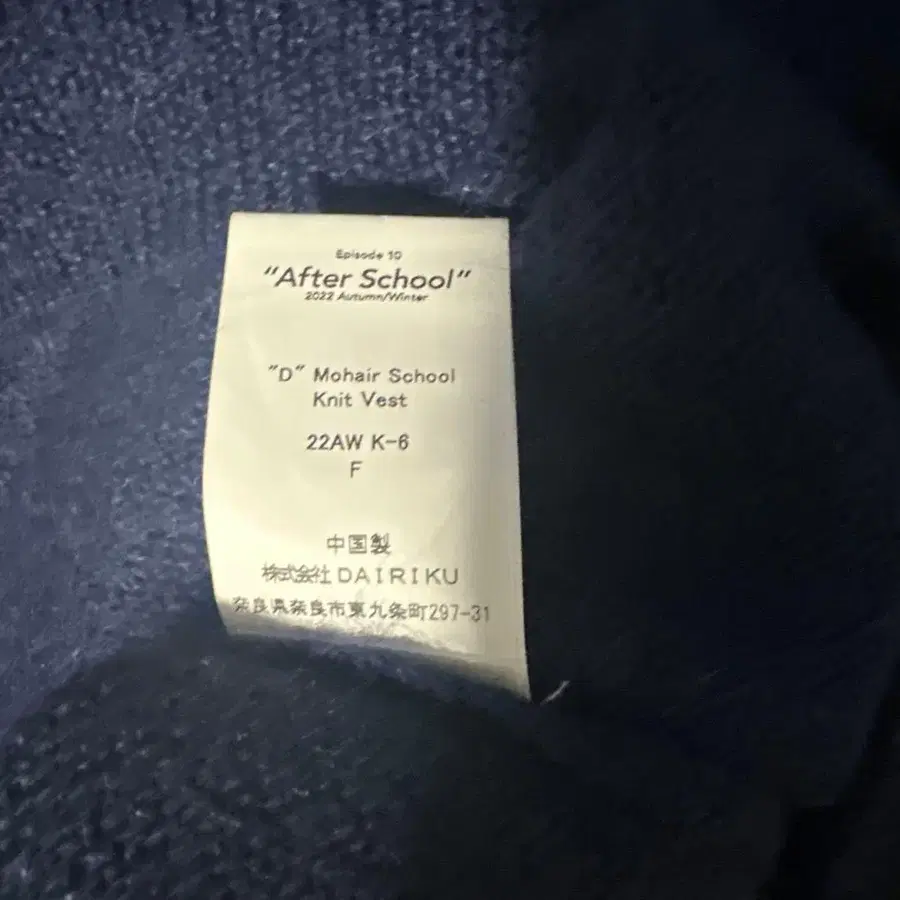 Episode 10
"After School"
2022 Autumn/Winter
"D" Mohair School
Knit Vest
22AW K-6
F
中国製
株式会社DAIRIKU
奈良県奈良市東九条町297-31